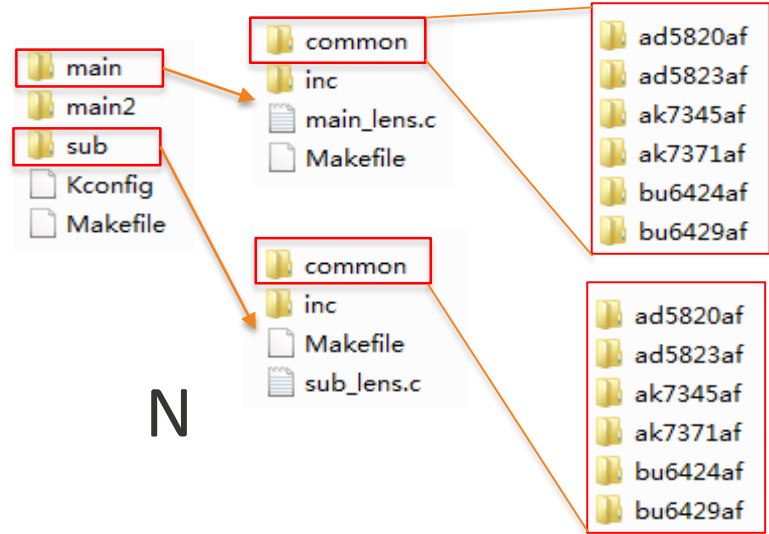 main
main2
sub
Kconfig
Makefile
common
inc
main_lens.c
Makefile
ad5820af
ad5823af
ak7345af
ak7371af
bu6424af
bu6429af
common
inc
Makefile
sub_lens.c
ad5820af
ad5823af
ak7345af
ak7371af
bu6424af
bu6429af
N